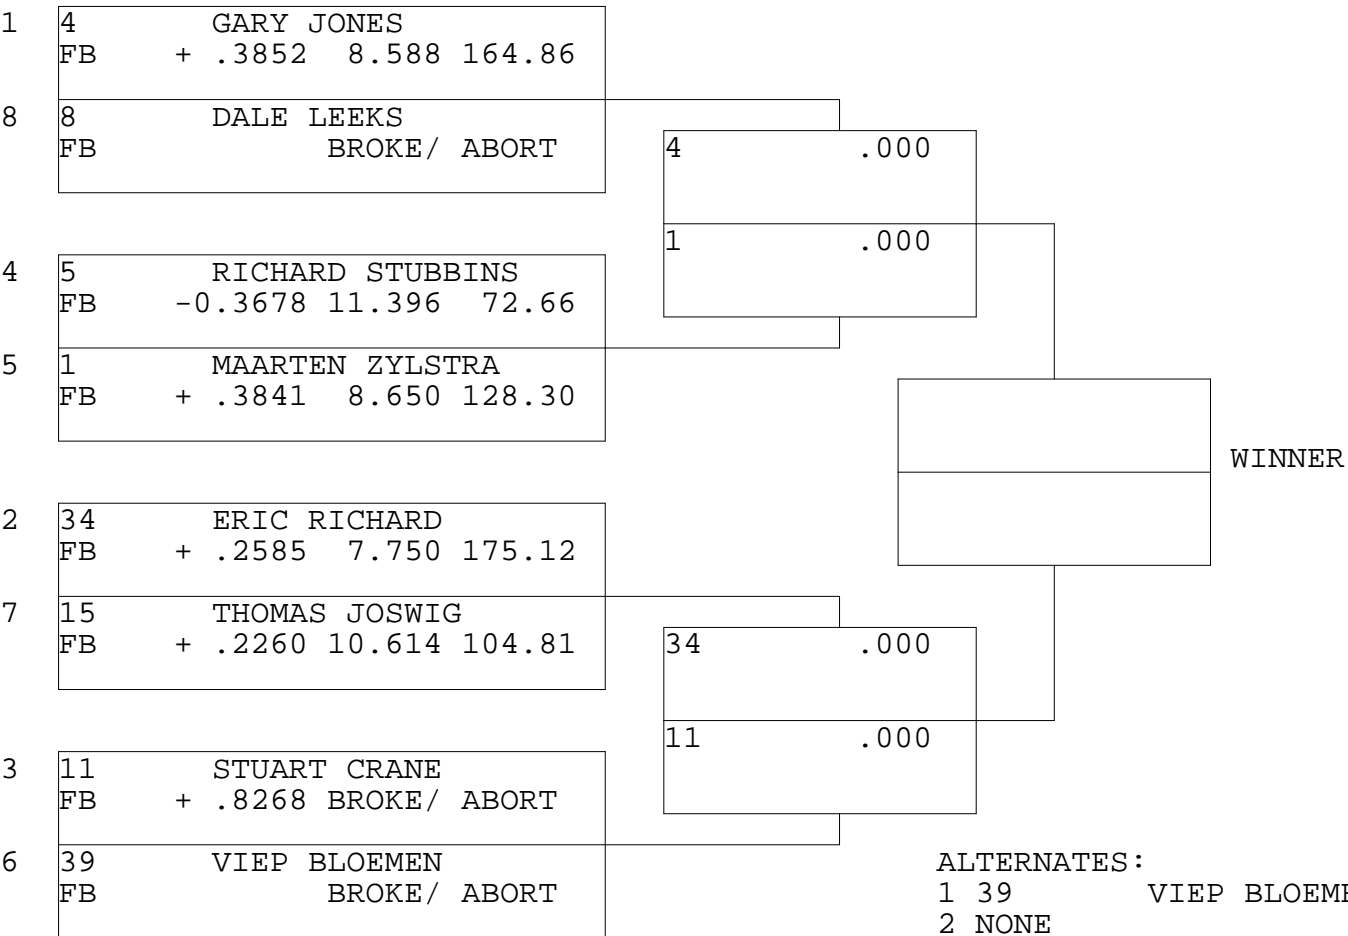 1 4 GARY JONES
FB + .3852 8.588 164.86
8 8 DALE LEEKS
FB BROKE/ ABORT
4 .000
1 .000
4 5 RICHARD STUBBINS
FB -0.3678 11.396 72.66
5 1 MAARTEN ZYLSTRA
FB + .3841 8.650 128.30
WINNER
2 34 ERIC RICHARD
FB + .2585 7.750 175.12
7 15 THOMAS JOSWIG
FB + .2260 10.614 104.81
34 .000
11 .000
3 11 STUART CRANE
FB + .8268 BROKE/ ABORT
6 39 VIEP BLOEMEN
FB BROKE/ ABORT
ALTERNATES:
1 39 VIEP BLOEME
2 NONE